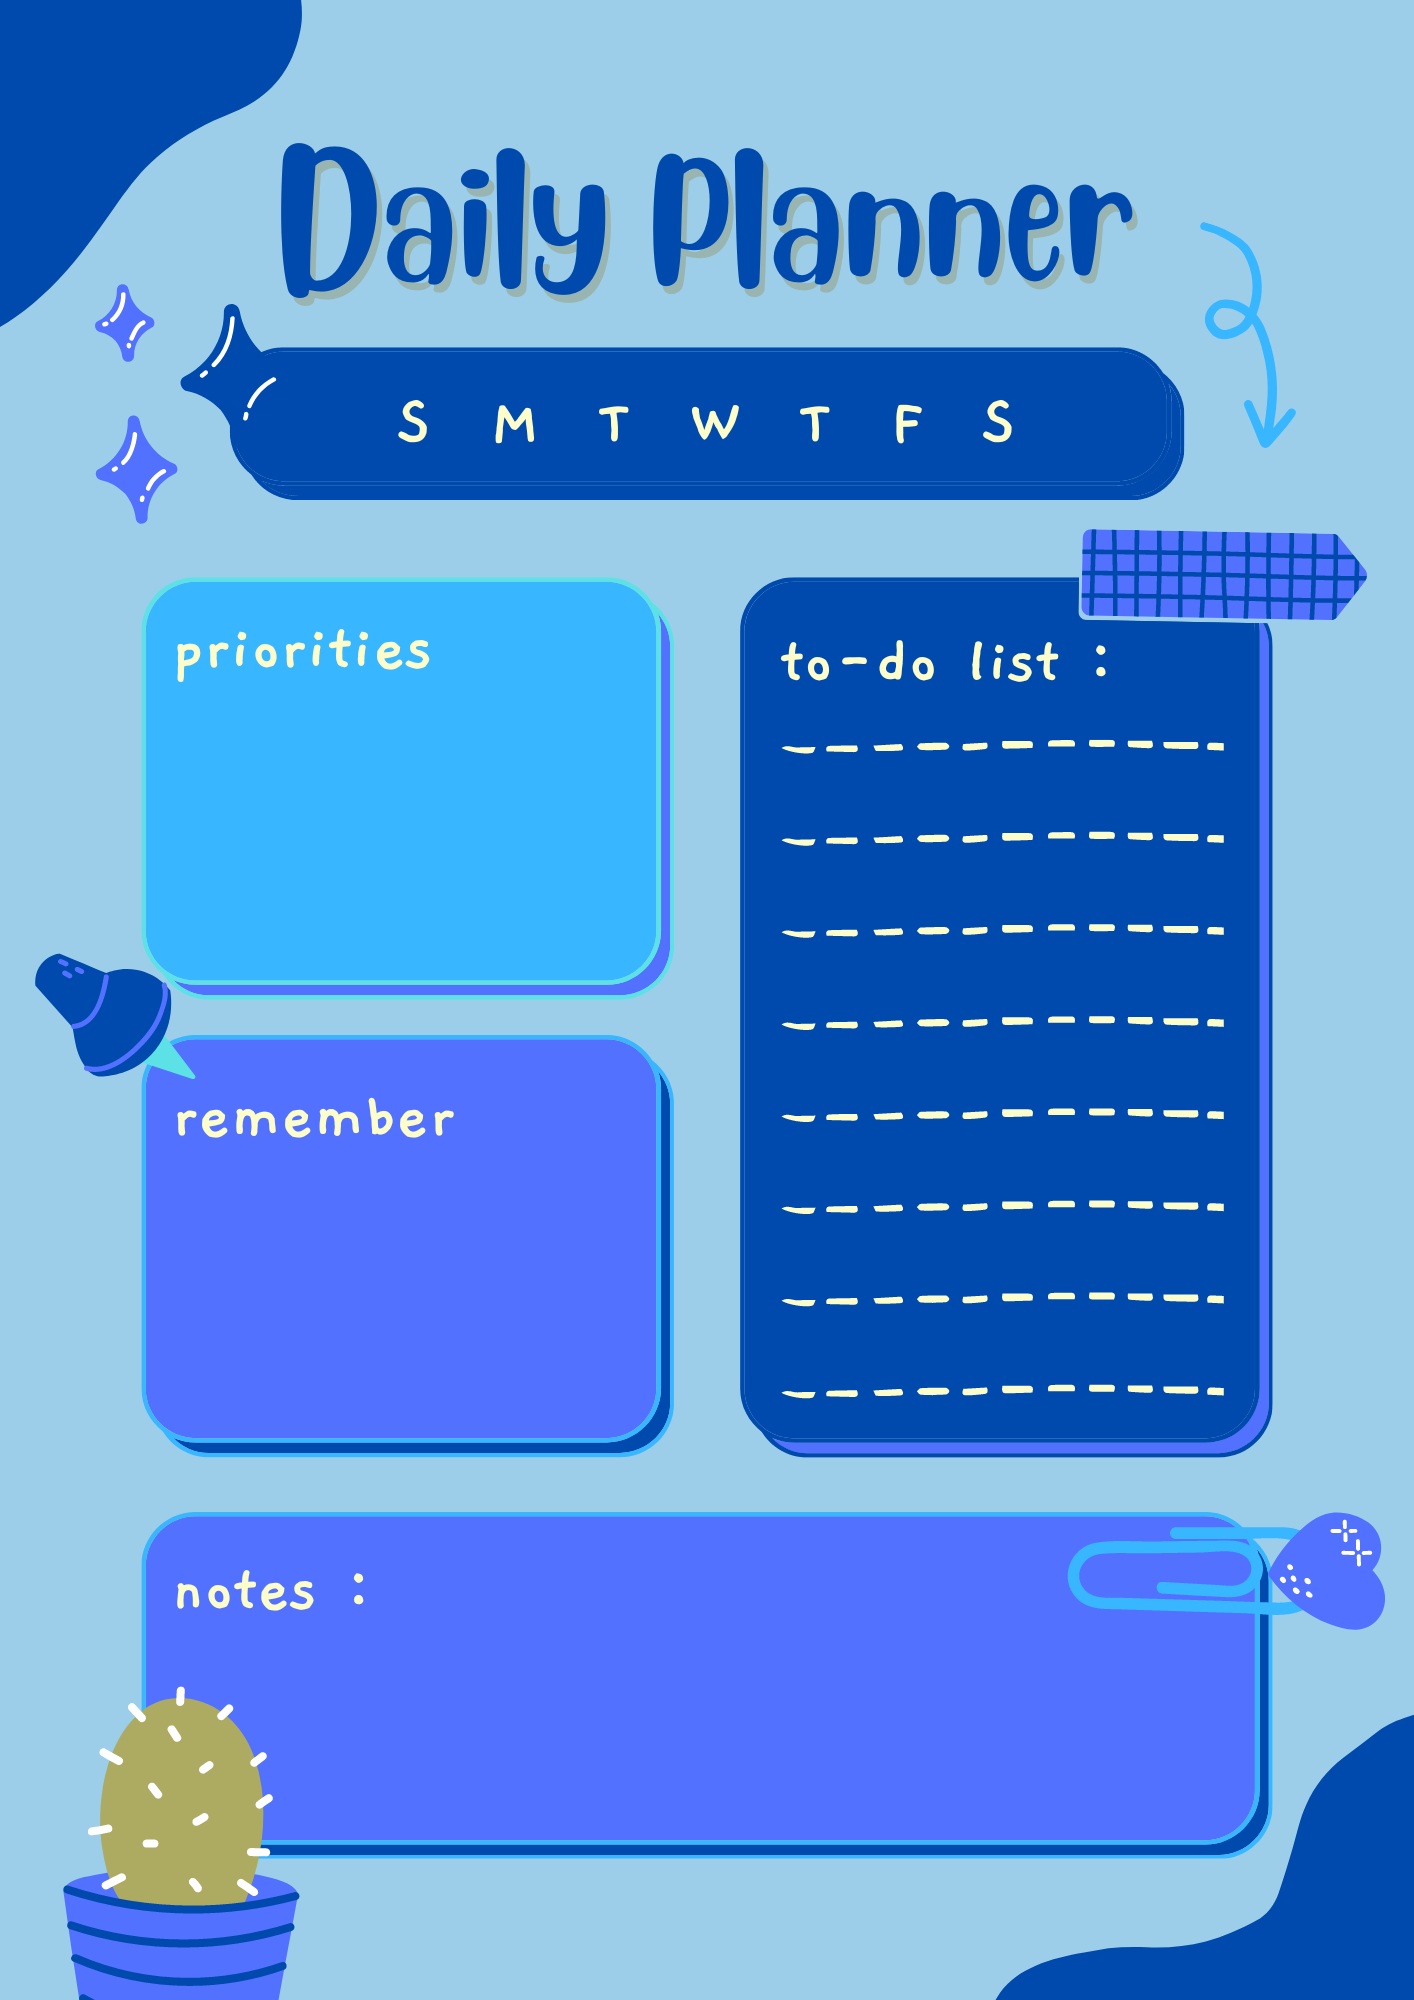 Daily Planner
S M T W T F S
priorities
to-do list :
remember
notes :